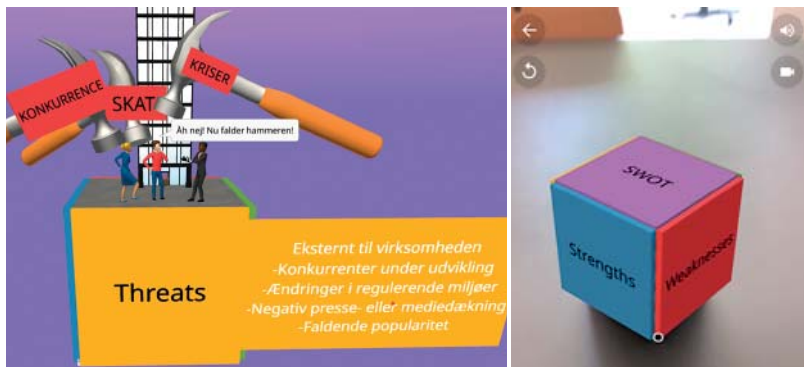 KONKURRENCE
SKAT
KRISER
Åh nej! Nu falder hammeren!
Threats
Eksternt til virksomheden
-Konkurrenter under udvikling
-Ændringer i regulerende miljøer
-Negativ presse- eller mediedækning
-Faldende popularitet
SWOT
Strengths
Weaknesses